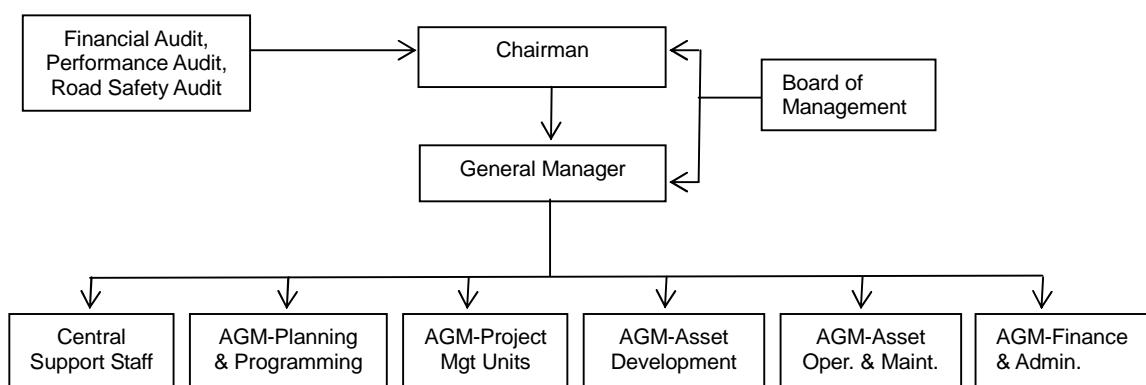 Financial Audit,
Performance Audit,
Road Safety Audit
Chairman
Board of
Management
General Manager
Central
Support Staff
AGM-Planning
& Programming
AGM-Project
Mgt Units
AGM-Asset
Development
AGM-Asset
Oper. & Maint.
AGM-Finance
& Admin.